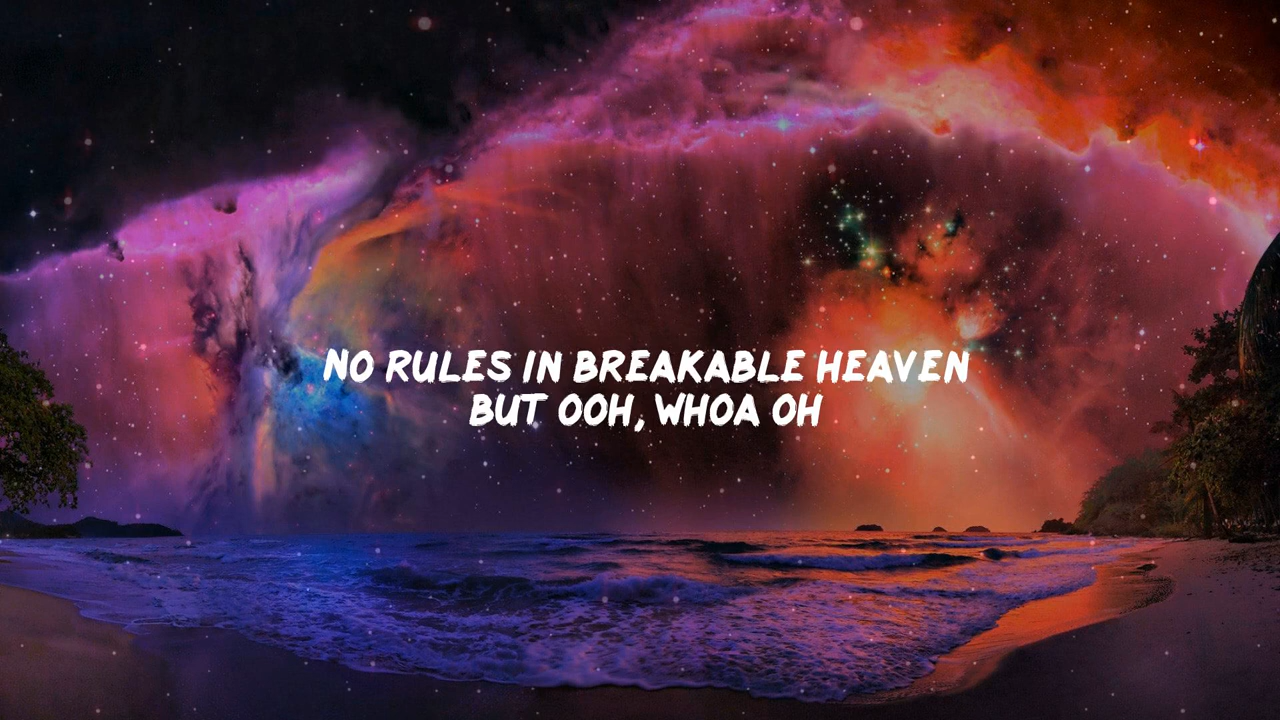 NO RULES IN BREAKABLE HEAVEN
BUT OOH, WHOA OH